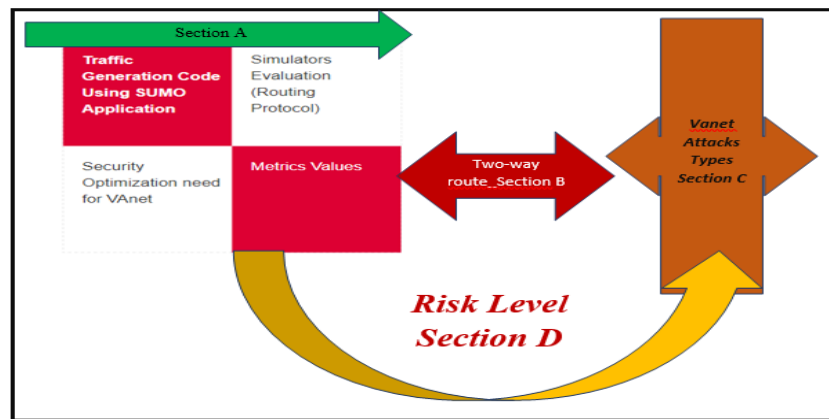 Section A
Traffic
Generation Code
Using SUMO
Application
Simulators
Evaluation
(Routing
Protocol)
Security
Optimization need
for VAnet
Metrics Values
Two-way
route_Section B
Vanet
Attacks
Types
Section C
Risk Level
Section D